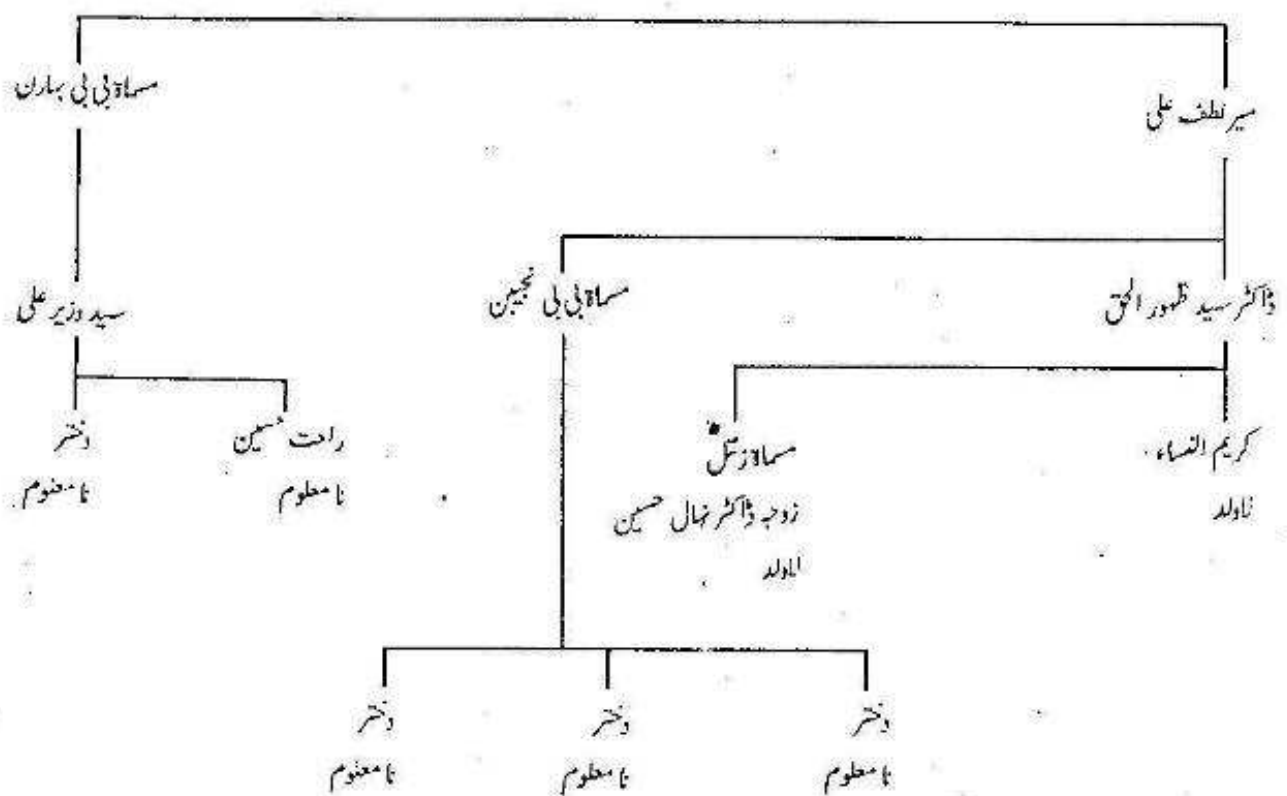 میر لطف علی
مسماۃ بی بی بہارن
ڈاکٹر سید ظہور الحق
مسماۃ بی بی نجیبن
سید وزیر علی
کریم النساء
لاولد
مسماۃ
زوجہ ڈاکٹر نہال حسین
لاولد
راحت حسین
نا معلوم
دختر
نا معلوم
دختر
نا معلوم
دختر
نا معلوم
دختر
نا معلوم